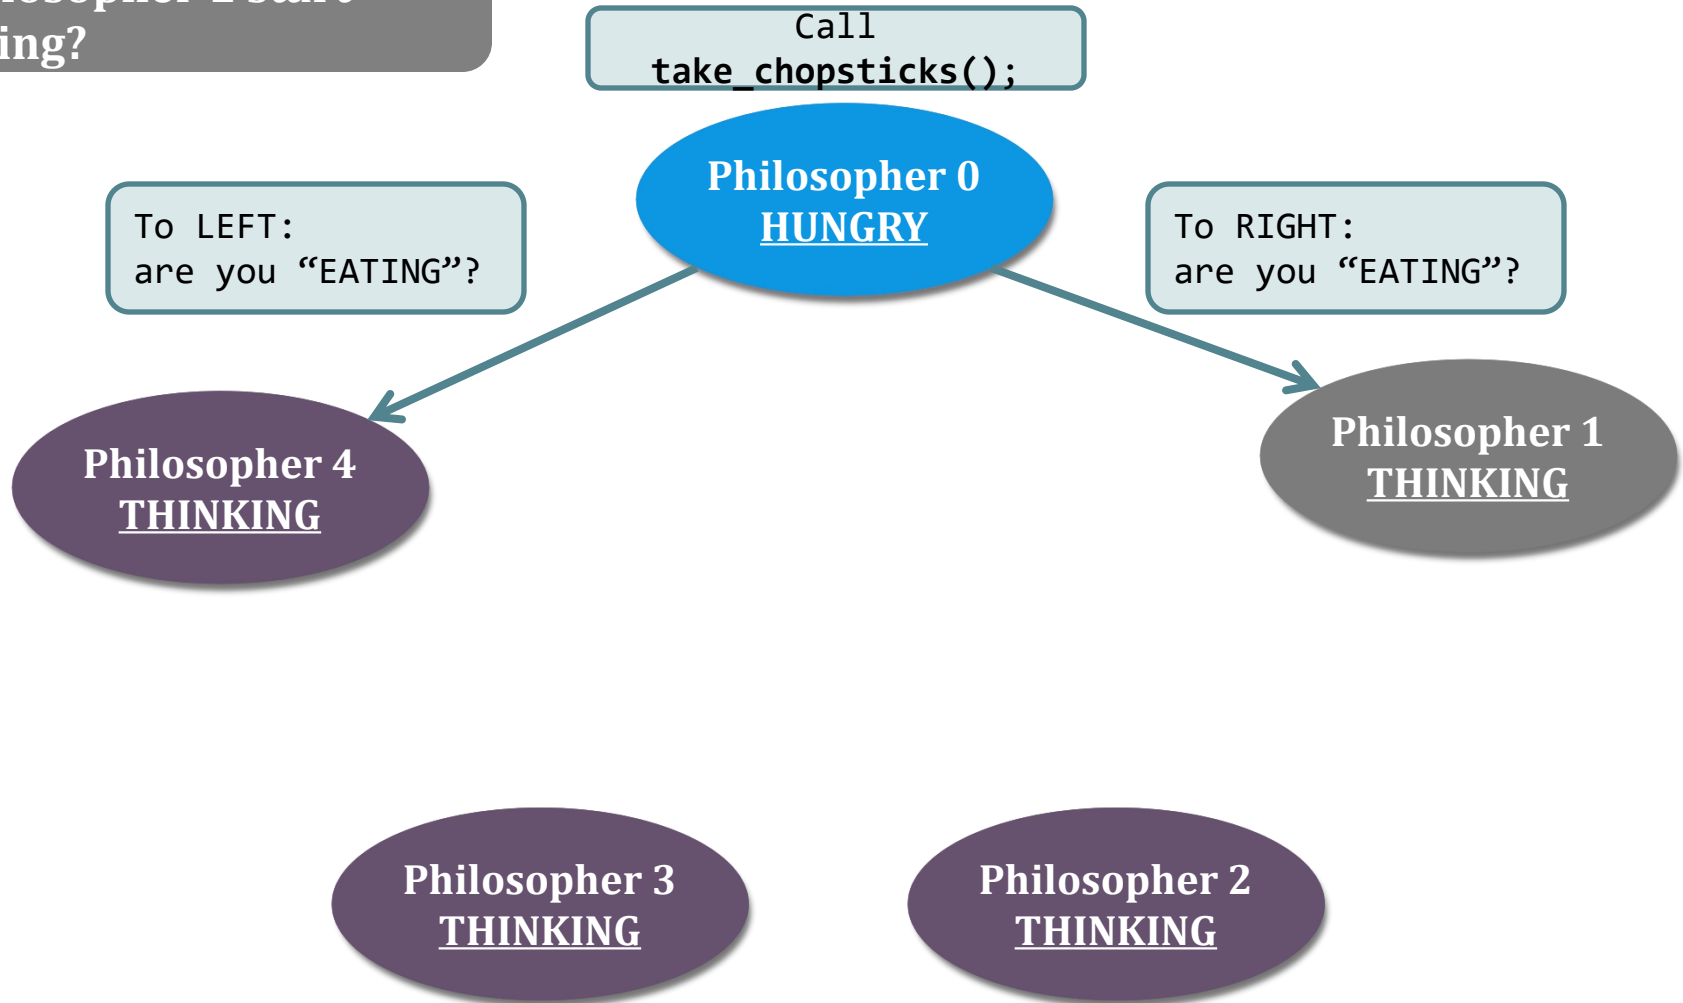 start
ing?
Call
take_chopsticks();
Philosopher 0
HUNGRY
To LEFT:
are you “EATING”?
To RIGHT:
are you “EATING”?
Philosopher 4
THINKING
Philosopher 1
THINKING
Philosopher 3
THINKING
Philosopher 2
THINKING